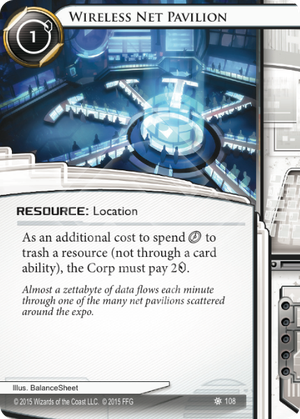 Wireless Net Pavilion
1
RESOURCE: Location
As an additional cost to spend to
trash a resource (not through a card
ability), the Corp must pay 2.
Almost a zettabyte of data flows each minute
through one of the many net pavilions scattered
around the expo.
Illus. BalanceSheet
© 2015 Wizards of the Coast LLC. © 2015 FFG
108